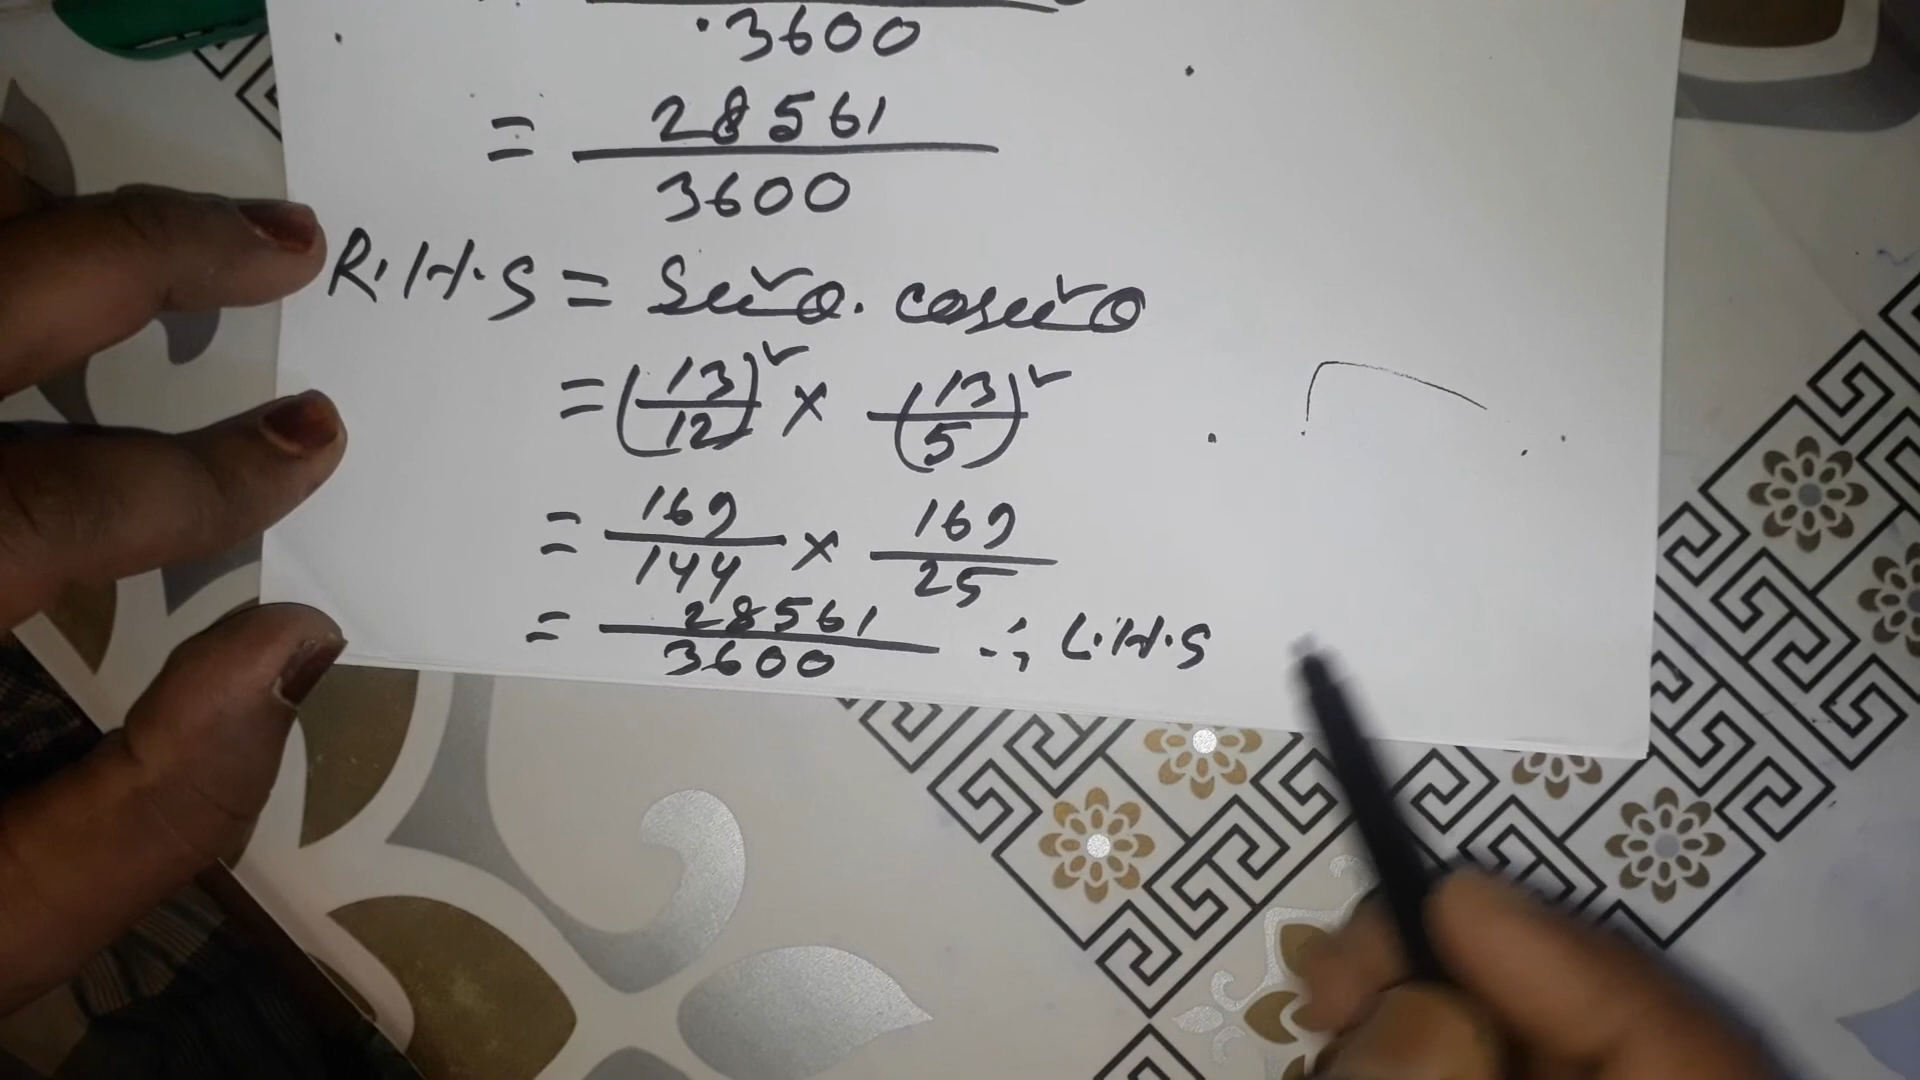 3600
= 28561
3600
R.H.S = Sec²θ. cosec²θ
= (13/12)² × (13/5)²
= 169/144 × 169/25
= 28561/3600 ∴ L.H.S